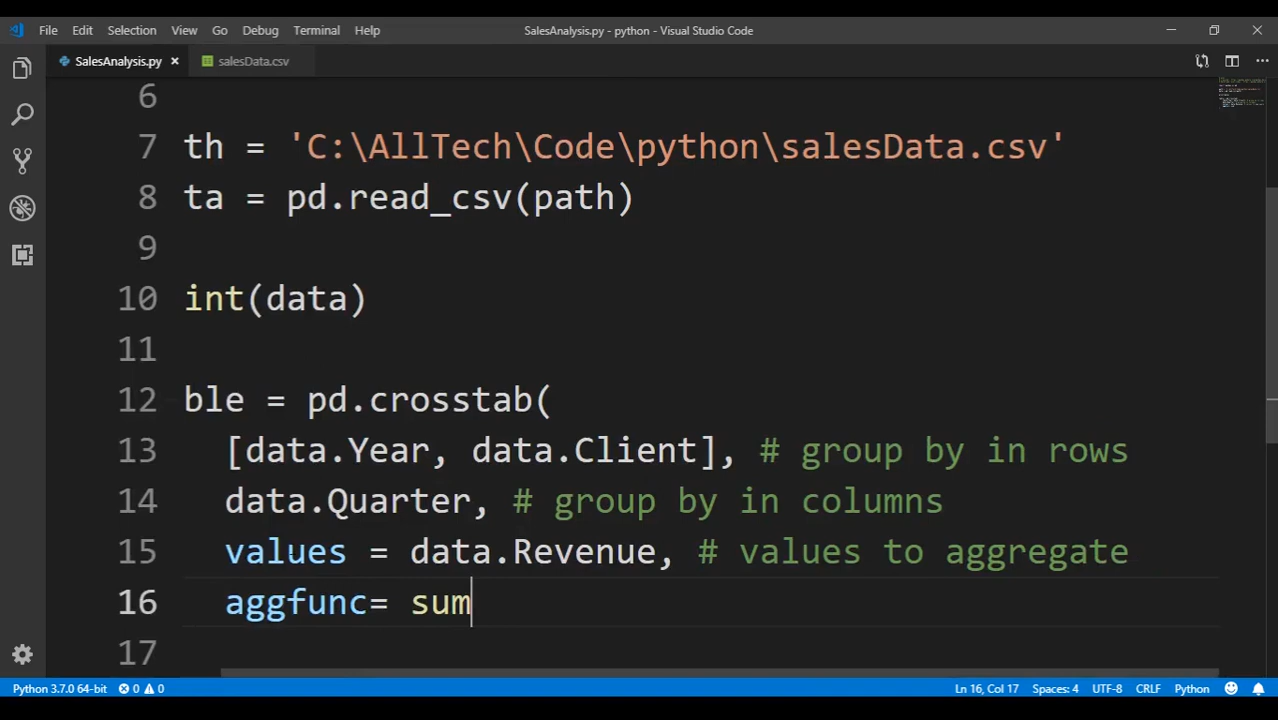 File Edit Selection View Go Debug Terminal Help SalesAnalysis.py - python - Visual Studio Code
SalesAnalysis.py × salesData.csv
6
7 th = 'C:\AllTech\Code\python\salesData.csv'
8 ta = pd.read_csv(path)
9
10 int(data)
11
12 ble = pd.crosstab(
13 [data.Year, data.Client], # group by in rows
14 data.Quarter, # group by in columns
15 values = data.Revenue, # values to aggregate
16 aggfunc= sum
17
Python 3.7.0 64-bit 0 0 Ln 16, Col 17 Spaces: 4 UTF-8 CRLF Python